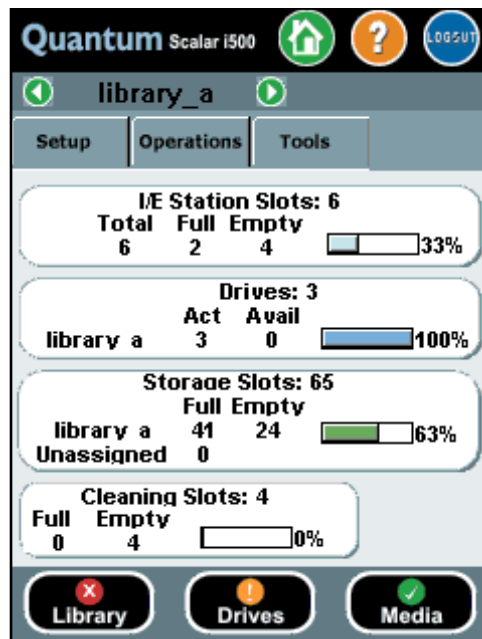 Quantum Scalar i500 ? LOGOUT
library_a
Setup Operations Tools
I/E Station Slots: 6
Total Full Empty
6 2 4 33%
Drives: 3
Act Avail
library_a 3 0 100%
Storage Slots: 65
Full Empty
library_a 41 24 63%
Unassigned 0
Cleaning Slots: 4
Full Empty
0 4 0%
Library Drives Media